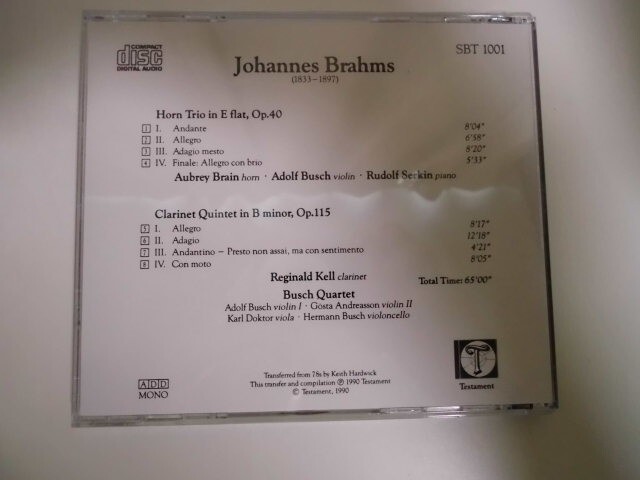 COMPACT
disc
DIGITAL AUDIO
Johannes Brahms
(1833–1897)
SBT 1001
Horn Trio in E flat, Op.40
1 I. Andante 8'04"
2 II. Allegro 6'58"
3 III. Adagio mesto 8'20"
4 IV. Finale: Allegro con brio 5'33"
Aubrey Brain horn · Adolf Busch violin · Rudolf Serkin piano
Clarinet Quintet in B minor, Op.115
5 I. Allegro 8'17"
6 II. Adagio 12'18"
7 III. Andantino – Presto non assai, ma con sentimento 4'21"
8 IV. Con moto 8'05"
Reginald Kell clarinet
Total Time: 65'00"
Busch Quartet
Adolf Busch violin I · Gösta Andreasson violin II
Karl Doktor viola · Hermann Busch violoncello
Transferred from 78s by Keith Hardwick
This transfer and compilation ℗ 1990 Testament
© Testament, 1990
ADD
MONO
T
Testament